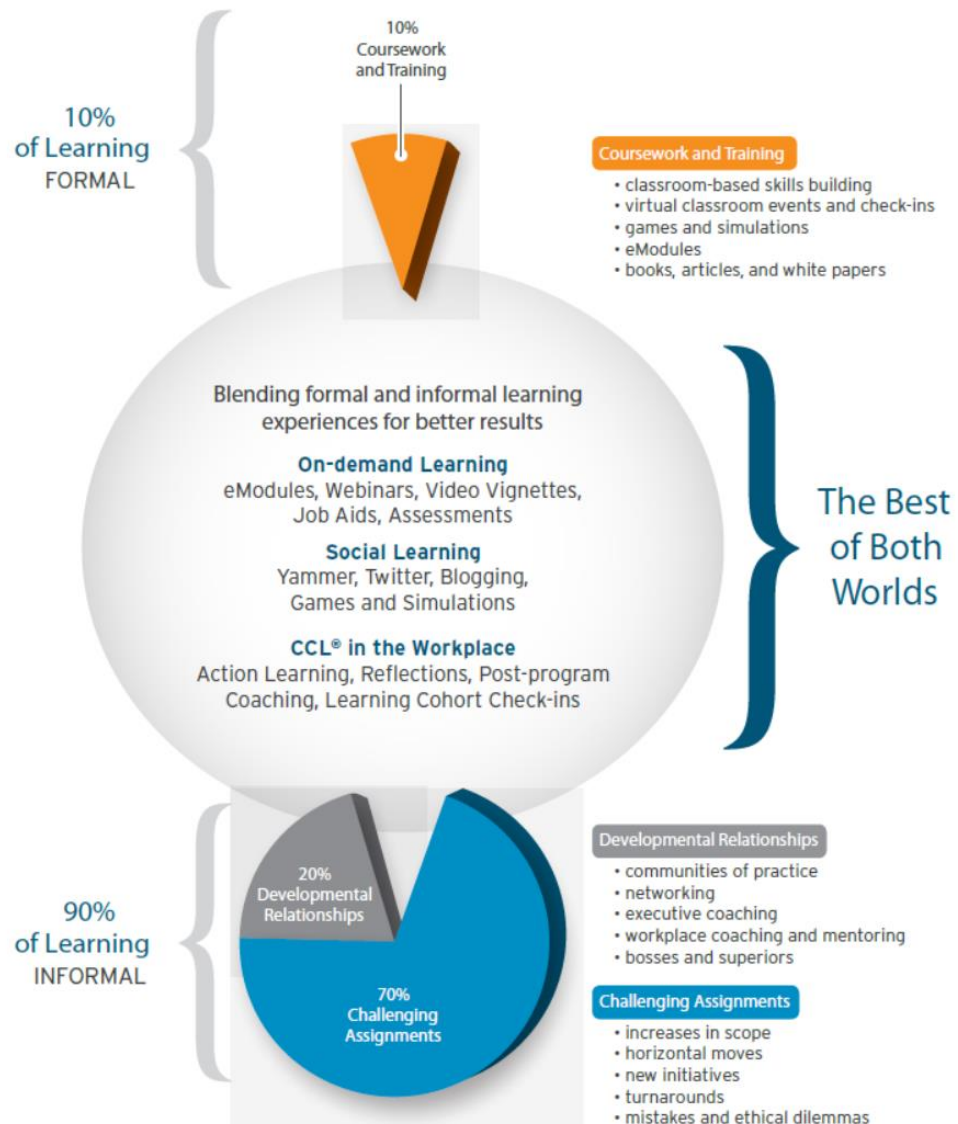 10%
Coursework
and Training
10%
of Learning
FORMAL
Coursework and Training
• classroom-based skills building
• virtual classroom events and check-ins
• games and simulations
• eModules
• books, articles, and white papers
Blending formal and informal learning
experiences for better results
On-demand Learning
eModules, Webinars, Video Vignettes,
Job Aids, Assessments
Social Learning
Yammer, Twitter, Blogging,
Games and Simulations
CCL® in the Workplace
Action Learning, Reflections, Post-program
Coaching, Learning Cohort Check-ins
The Best
of Both
Worlds
90%
of Learning
INFORMAL
20%
Developmental
Relationships
70%
Challenging
Assignments
Developmental Relationships
• communities of practice
• networking
• executive coaching
• workplace coaching and mentoring
• bosses and superiors
Challenging Assignments
• increases in scope
• horizontal moves
• new initiatives
• turnarounds
• mistakes and ethical dilemmas